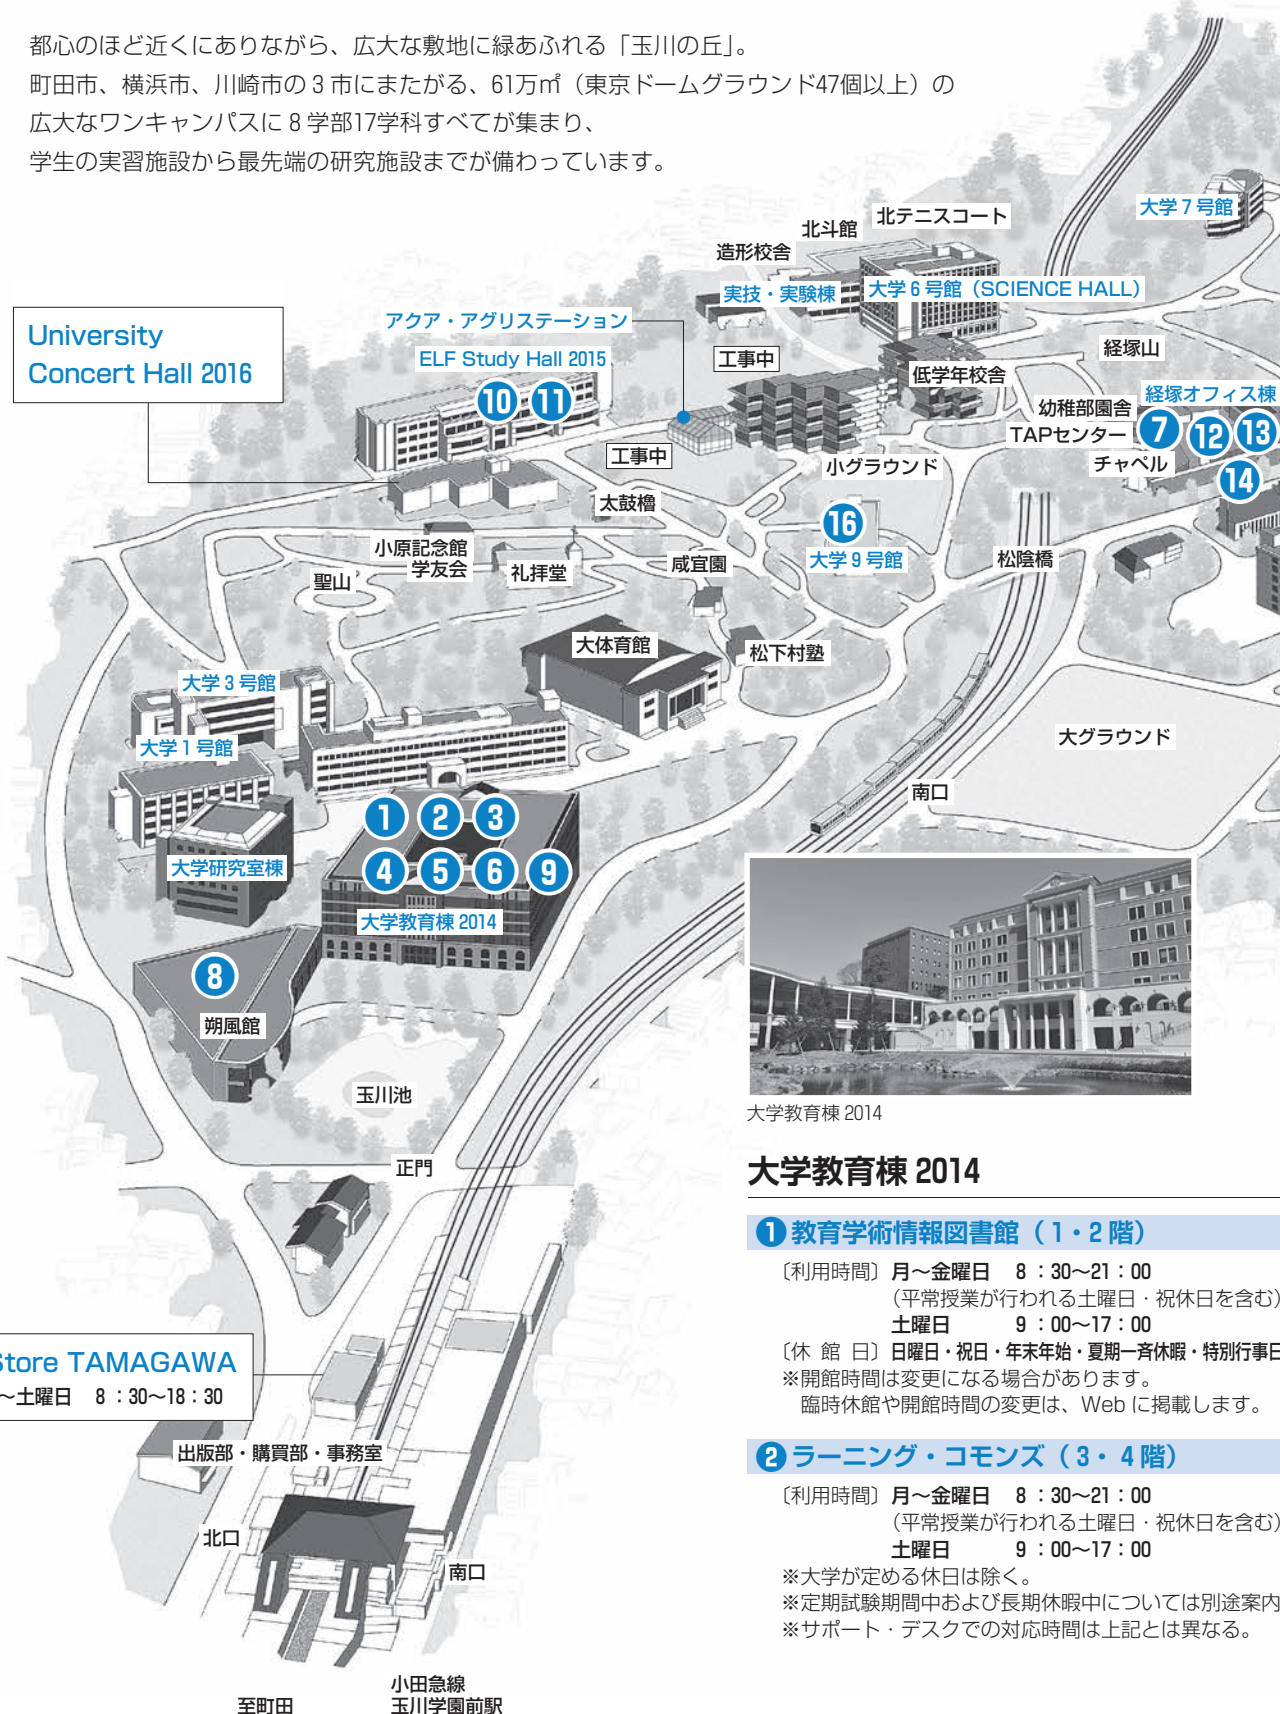 都心のほど近くにありながら、広大な敷地に緑あふれる「玉川の丘」。
町田市、横浜市、川崎市の3市にまたがる、61万㎡（東京ドームグラウンド47個以上）の
広大なワンキャンパスに8学部17学科すべてが集まり、
学生の実習施設から最先端の研究施設までが備わっています。
大学7号館
北テニスコート
北斗館
造形校舎
実技・実験棟
大学6号館（SCIENCE HALL）
University
Concert Hall 2016
アクア・アグリステーション
ELF Study Hall 2015
10 11
工事中
低学年校舎
経塚山
経塚オフィス棟
幼稚部園舎
TAPセンター
7 12 13
チャペル
14
工事中
小グラウンド
太鼓櫓
16
大学9号館
松陰橋
小原記念館
学友会
礼拝堂
咸宜園
聖山
大体育館
松下村塾
大学3号館
大学1号館
大グラウンド
南口
1 2 3
4 5 6 9
大学研究室棟
大学教育棟 2014
8
朔風館
玉川池
正門
Store TAMAGAWA
～土曜日 8：30～18：30
出版部・購買部・事務室
北口
南口
至町田
小田急線
玉川学園前駅
大学教育棟 2014
大学教育棟 2014
1 教育学術情報図書館（1・2階）
〔利用時間〕月～金曜日 8：30～21：00
（平常授業が行われる土曜日・祝休日を含む）
土曜日 9：00～17：00
〔休 館 日〕日曜日・祝日・年末年始・夏期一斉休暇・特別行事日
※開館時間は変更になる場合があります。
臨時休館や開館時間の変更は、Web に掲載します。
2 ラーニング・コモンズ（3・4階）
〔利用時間〕月～金曜日 8：30～21：00
（平常授業が行われる土曜日・祝休日を含む）
土曜日 9：00～17：00
※大学が定める休日は除く。
※定期試験期間中および長期休暇中については別途案内
※サポート・デスクでの対応時間は上記とは異なる。